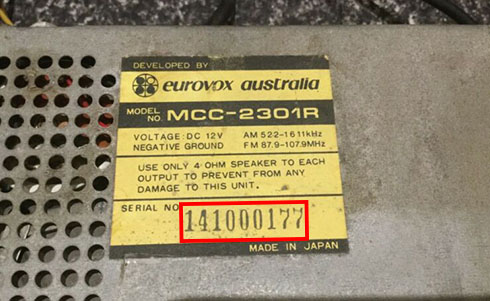 DEVELOPED BY
eurovox australia
MODEL NO. MCC-2301R
VOLTAGE: DC 12V AM 522-1611kHz
NEGATIVE GROUND FM 87.9-107.9MHz
USE ONLY 4 OHM SPEAKER TO EACH
OUTPUT TO PREVENT FROM ANY
DAMAGE TO THIS UNIT.
SERIAL NO. 141000177
MADE IN JAPAN